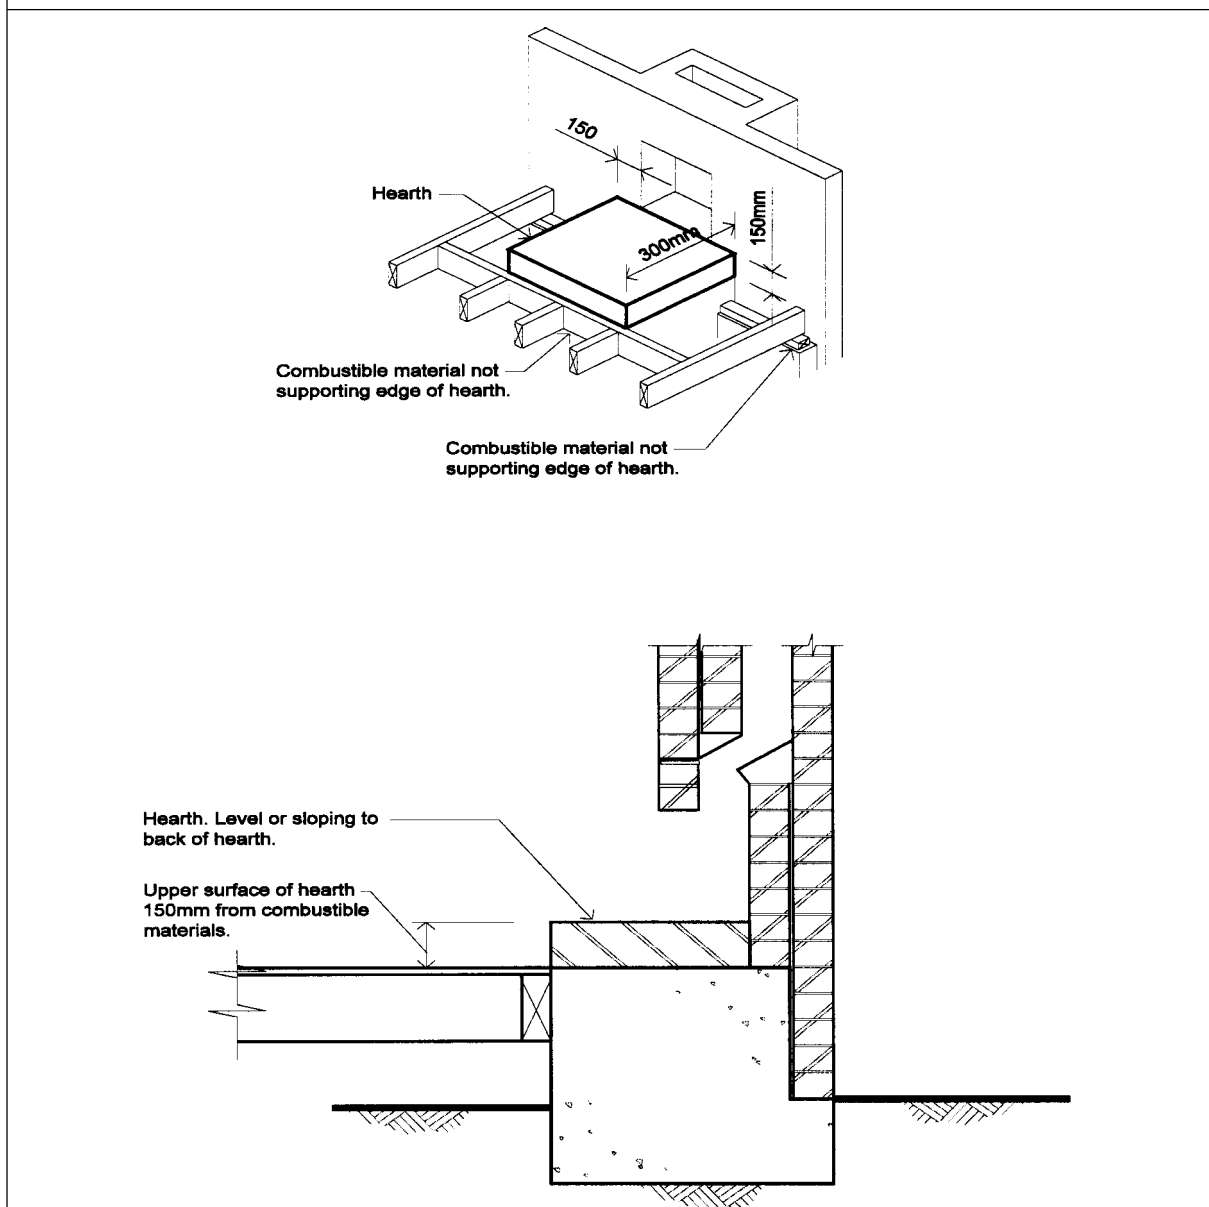 150
Hearth
300mm
150mm
Combustible material not
supporting edge of hearth.
Combustible material not
supporting edge of hearth.
Hearth. Level or sloping to
back of hearth.
Upper surface of hearth
150mm from combustible
materials.